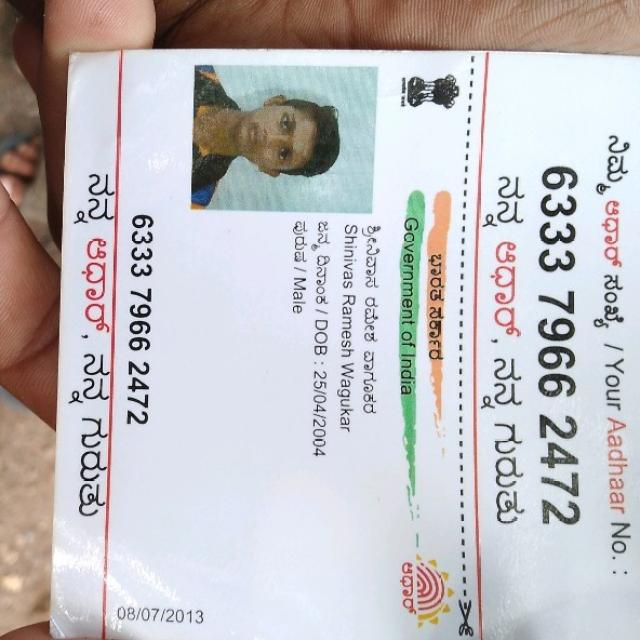 ನಿಮ್ಮ ಆಧಾರ್ ಸಂಖ್ಯೆ / Your Aadhaar No. :
6333 7966 2472
ನನ್ನ ಆಧಾರ್, ನನ್ನ ಗುರುತು
ಭಾರತ ಸರ್ಕಾರ
Government of India
ಆಧಾರ್
ಶ್ರೀನಿವಾಸ ರಮೇಶ ವಾಗುಕರ
Shinivas Ramesh Wagukar
ಜನ್ಮ ದಿನಾಂಕ / DOB : 25/04/2004
ಪುರುಷ / Male
6333 7966 2472
ನನ್ನ ಆಧಾರ್, ನನ್ನ ಗುರುತು
08/07/2013